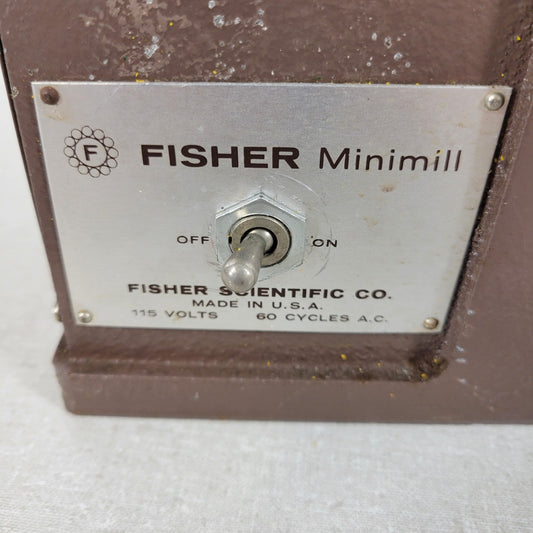 F FISHER Minimill
OFF ON
FISHER SCIENTIFIC CO.
MADE IN U.S.A.
115 VOLTS 60 CYCLES A.C.